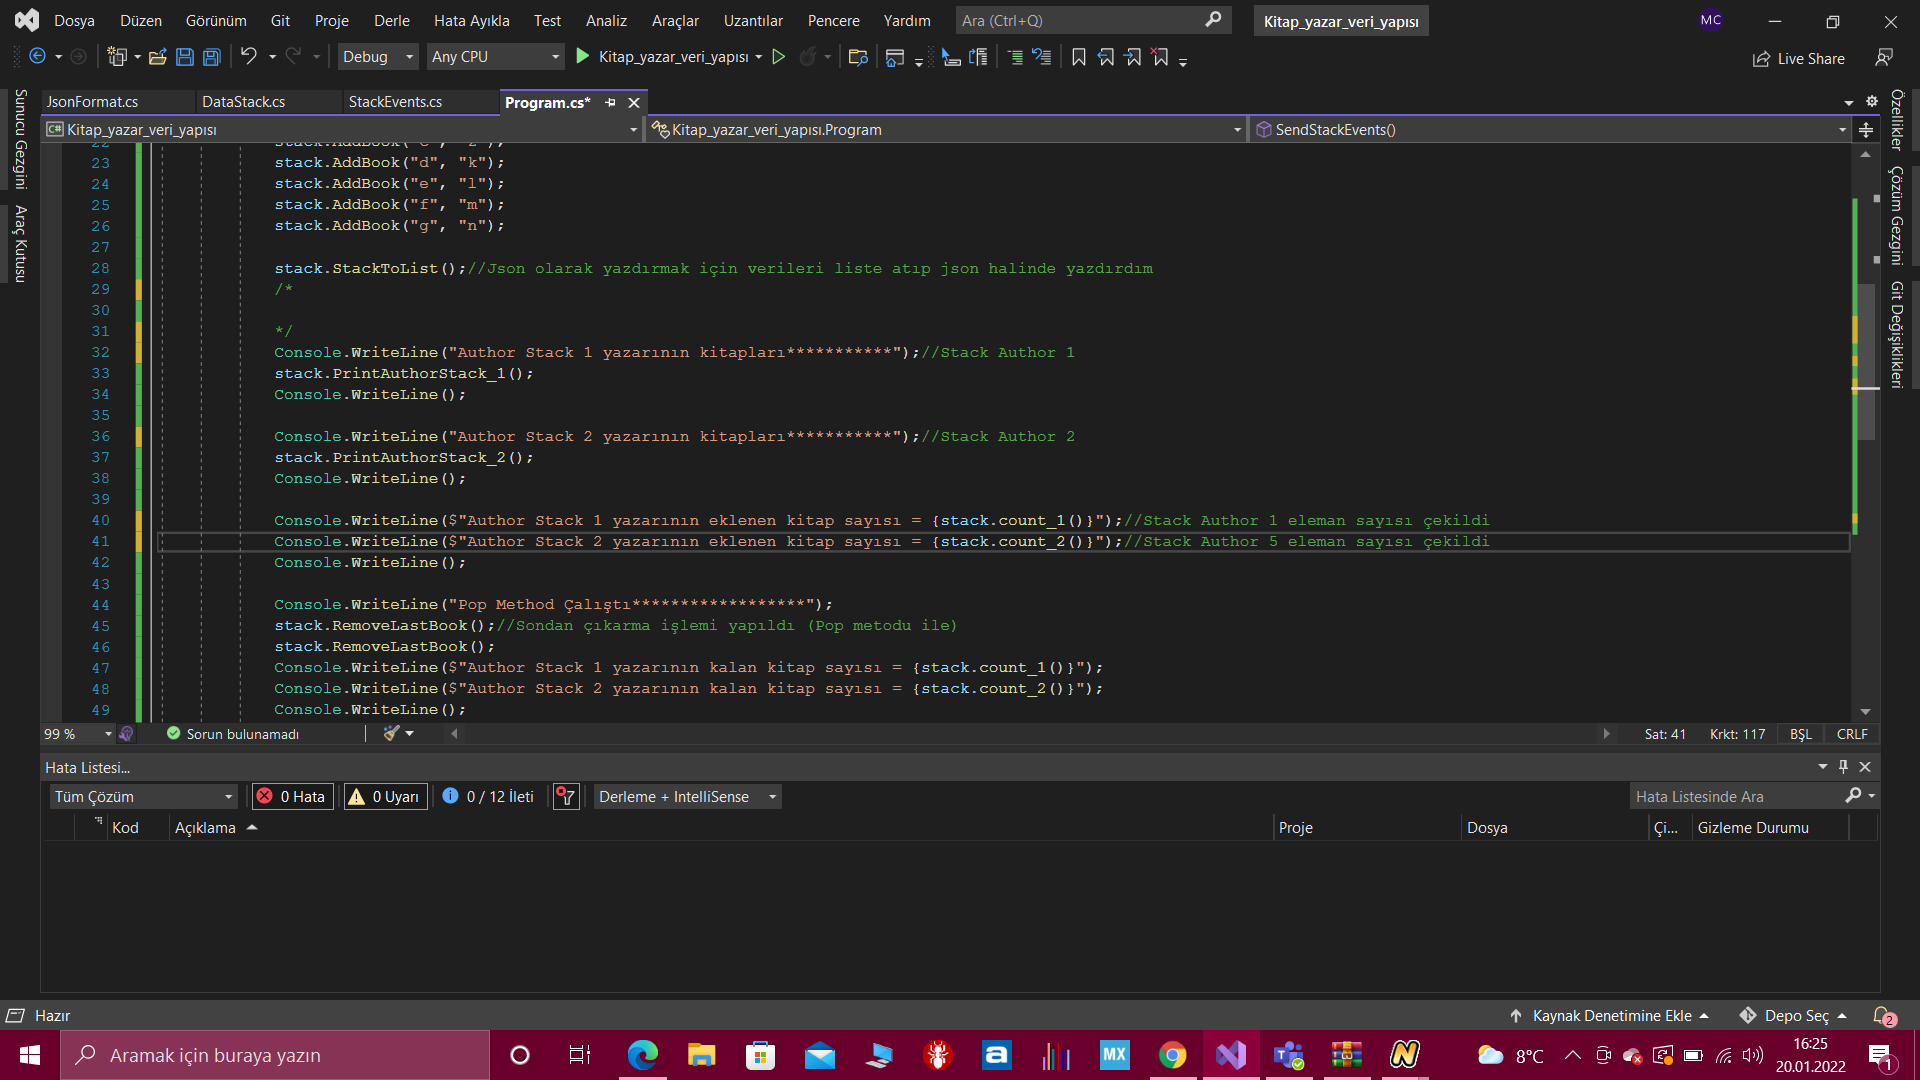 Dosya Düzen Görünüm Git Proje Derle Hata Ayıkla Test Analiz Araçlar Uzantılar Pencere Yardım Ara (Ctrl+Q) Kitap_yazar_veri_yapısı MC
Debug Any CPU Kitap_yazar_veri_yapısı Live Share
Sunucu Gezgini
Araç Kutusu
JsonFormat.cs DataStack.cs StackEvents.cs Program.cs*
C# Kitap_yazar_veri_yapısı Kitap_yazar_veri_yapısı.Program SendStackEvents()
23 stack.AddBook("d", "k");
24 stack.AddBook("e", "l");
25 stack.AddBook("f", "m");
26 stack.AddBook("g", "n");
27
28 stack.StackToList();//Json olarak yazdırmak için verileri liste atıp json halinde yazdırdım
29 /*
30
31 */
32 Console.WriteLine("Author Stack 1 yazarının kitapları***********");//Stack Author 1
33 stack.PrintAuthorStack_1();
34 Console.WriteLine();
35
36 Console.WriteLine("Author Stack 2 yazarının kitapları***********");//Stack Author 2
37 stack.PrintAuthorStack_2();
38 Console.WriteLine();
39
40 Console.WriteLine($"Author Stack 1 yazarının eklenen kitap sayısı = {stack.count_1()}");//Stack Author 1 eleman sayısı çekildi
41 Console.WriteLine($"Author Stack 2 yazarının eklenen kitap sayısı = {stack.count_2()}");//Stack Author 5 eleman sayısı çekildi
42 Console.WriteLine();
43
44 Console.WriteLine("Pop Method Çalıştı******************");
45 stack.RemoveLastBook();//Sondan çıkarma işlemi yapıldı (Pop metodu ile)
46 stack.RemoveLastBook();
47 Console.WriteLine($"Author Stack 1 yazarının kalan kitap sayısı = {stack.count_1()}");
48 Console.WriteLine($"Author Stack 2 yazarının kalan kitap sayısı = {stack.count_2()}");
49 Console.WriteLine();
Özellikler
Çözüm Gezgini
Git Değişiklikleri
99 % Sorun bulunamadı Sat: 41 Krkt: 117 BŞL CRLF
Hata Listesi...
Tüm Çözüm 0 Hata 0 Uyarı 0 / 12 İleti Derleme + IntelliSense Hata Listesinde Ara
Kod Açıklama Proje Dosya Çi... Gizleme Durumu
Hazır Kaynak Denetimine Ekle Depo Seç 2
Aramak için buraya yazın a MX 8°C 16:25
20.01.2022 1